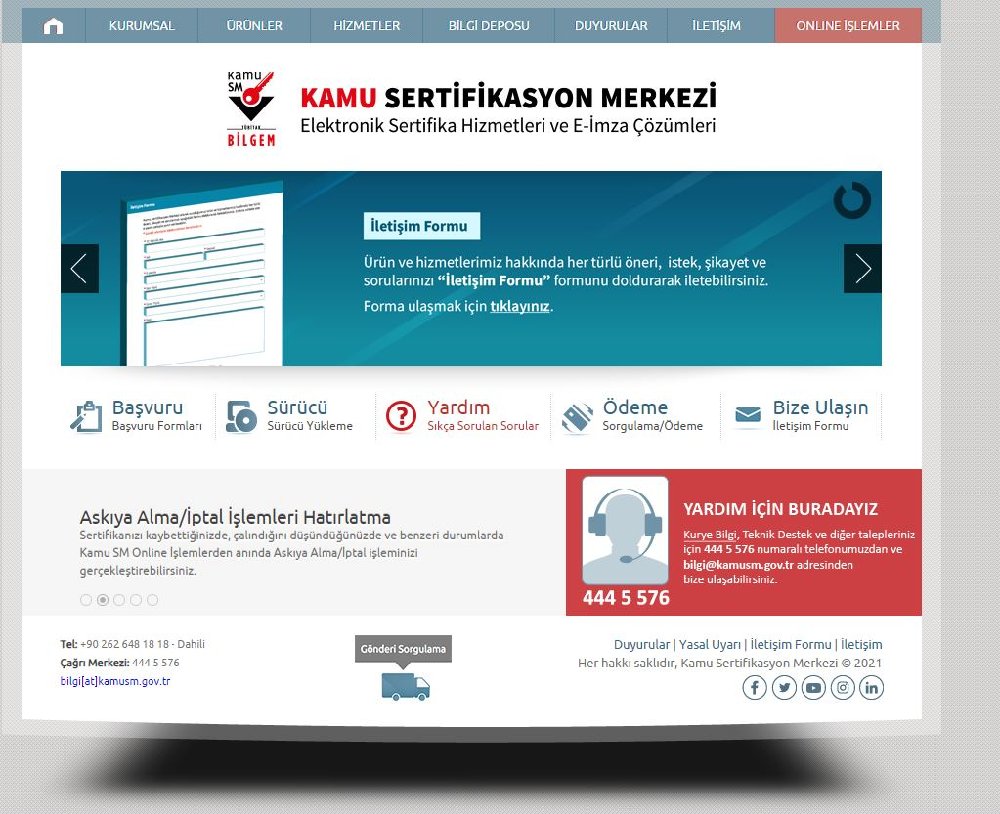 KURUMSAL
ÜRÜNLER
HİZMETLER
BİLGİ DEPOSU
DUYURULAR
İLETİŞİM
ONLINE İŞLEMLER
kamu
SM
TÜBİTAK
BİLGEM
KAMU SERTİFİKASYON MERKEZİ
Elektronik Sertifika Hizmetleri ve E-İmza Çözümleri
İletişim Formu
İletişim Formu
Ürün ve hizmetlerimiz hakkında her türlü öneri, istek, şikayet ve
sorularınızı “İletişim Formu” formunu doldurarak iletebilirsiniz.
Forma ulaşmak için tıklayınız.
Başvuru
Başvuru Formları
Sürücü
Sürücü Yükleme
Yardım
Sıkça Sorulan Sorular
Ödeme
Sorgulama/Ödeme
Bize Ulaşın
İletişim Formu
Askıya Alma/İptal İşlemleri Hatırlatma
Sertifikanızı kaybettiğinizde, çalındığını düşündüğünüzde ve benzeri durumlarda
Kamu SM Online İşlemlerden anında Askıya Alma/İptal işleminizi
gerçekleştirebilirsiniz.
444 5 576
YARDIM İÇİN BURADAYIZ
Kurye Bilgi, Teknik Destek ve diğer talepleriniz
için 444 5 576 numaralı telefonumuzdan ve
bilgi@kamusm.gov.tr adresinden
bize ulaşabilirsiniz.
Tel: +90 262 648 18 18 - Dahili
Çağrı Merkezi: 444 5 576
bilgi[at]kamusm.gov.tr
Gönderi Sorgulama
Duyurular | Yasal Uyarı | İletişim Formu | İletişim
Her hakkı saklıdır, Kamu Sertifikasyon Merkezi © 2021